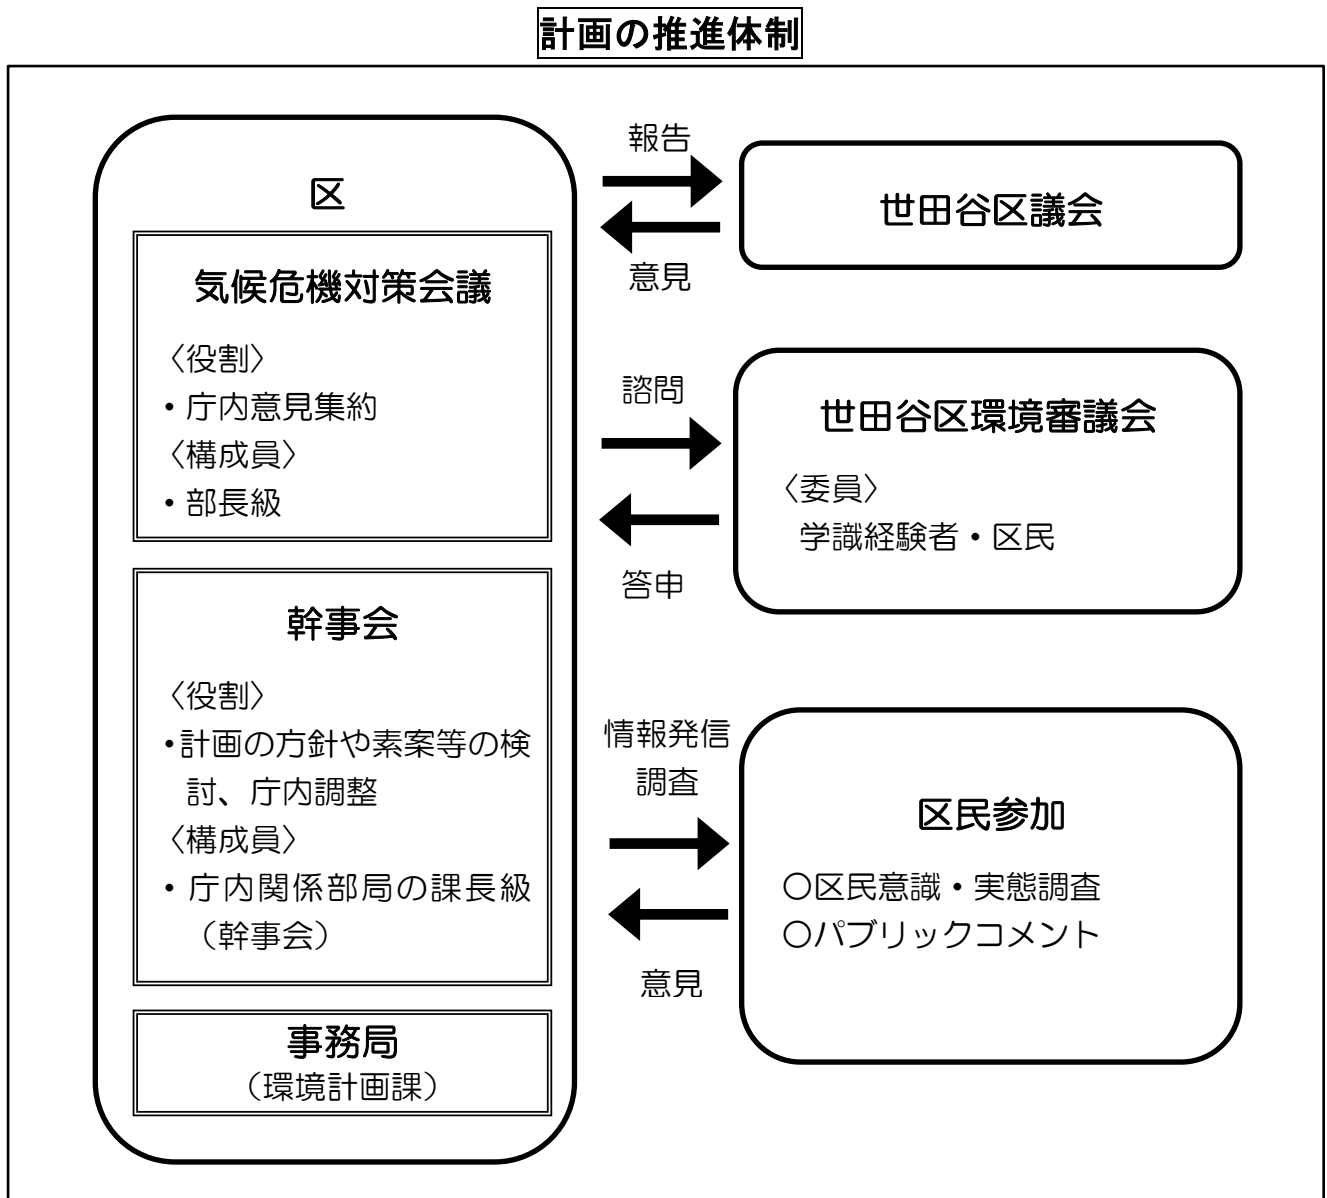 計画の推進体制
区
気候危機対策会議
〈役割〉
・庁内意見集約
〈構成員〉
・部長級
幹事会
〈役割〉
・計画の方針や素案等の検
討、庁内調整
〈構成員〉
・庁内関係部局の課長級
（幹事会）
事務局
（環境計画課）
報告
意見
世田谷区議会
諮問
答申
世田谷区環境審議会
〈委員〉
学識経験者・区民
情報発信
調査
意見
区民参加
○区民意識・実態調査
○パブリックコメント